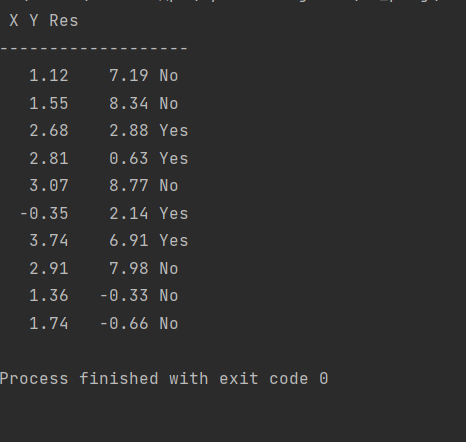 X Y Res
-------------------
1.12 7.19 No
1.55 8.34 No
2.68 2.88 Yes
2.81 0.63 Yes
3.07 8.77 No
-0.35 2.14 Yes
3.74 6.91 Yes
2.91 7.98 No
1.36 -0.33 No
1.74 -0.66 No
Process finished with exit code 0